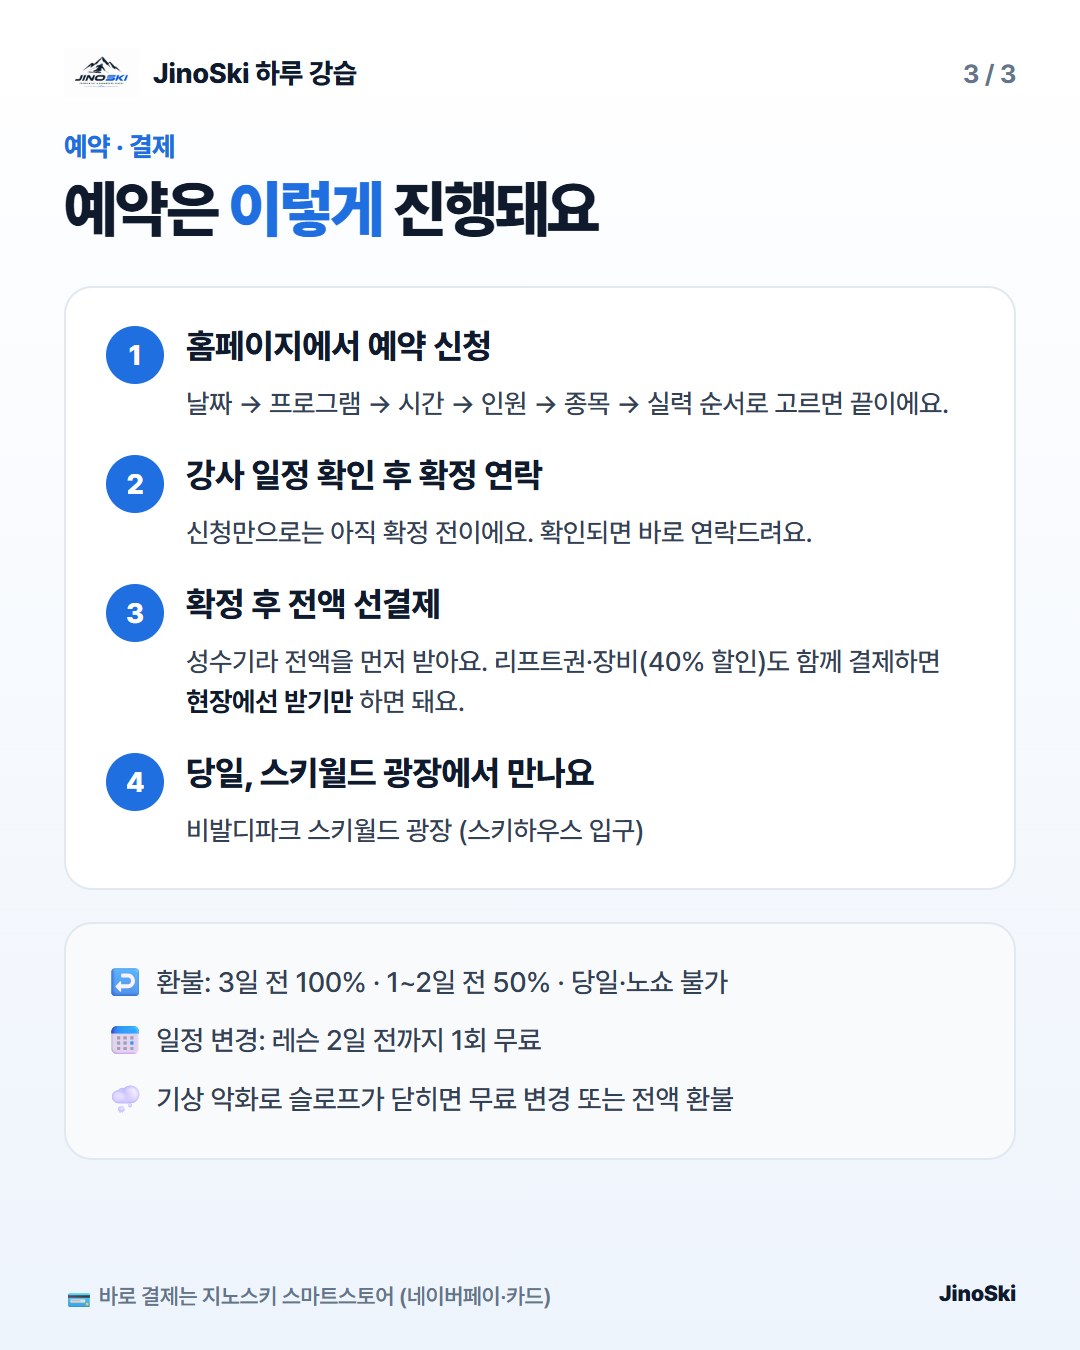 JINOSKI
JinoSki 하루 강습
3 / 3
예약 · 결제
예약은 이렇게 진행돼요
1
홈페이지에서 예약 신청
날짜 → 프로그램 → 시간 → 인원 → 종목 → 실력 순서로 고르면 끝이에요.
2
강사 일정 확인 후 확정 연락
신청만으로는 아직 확정 전이에요. 확인되면 바로 연락드려요.
3
확정 후 전액 선결제
성수기라 전액을 먼저 받아요. 리프트권·장비(40% 할인)도 함께 결제하면
현장에선 받기만 하면 돼요.
4
당일, 스키월드 광장에서 만나요
비발디파크 스키월드 광장 (스키하우스 입구)
환불: 3일 전 100% · 1~2일 전 50% · 당일·노쇼 불가
일정 변경: 레슨 2일 전까지 1회 무료
기상 악화로 슬로프가 닫히면 무료 변경 또는 전액 환불
바로 결제는 지노스키 스마트스토어 (네이버페이·카드)
JinoSki